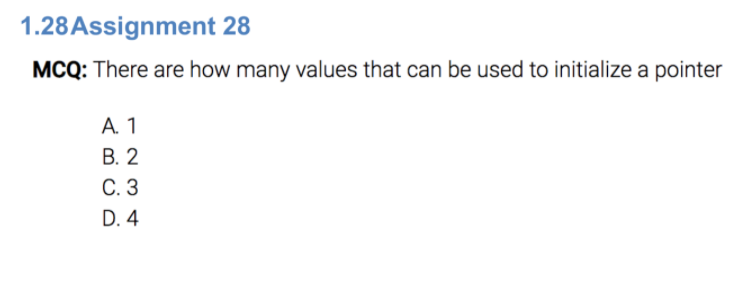 1.28Assignment 28
MCQ: There are how many values that can be used to initialize a pointer
A. 1
B. 2
C. 3
D. 4